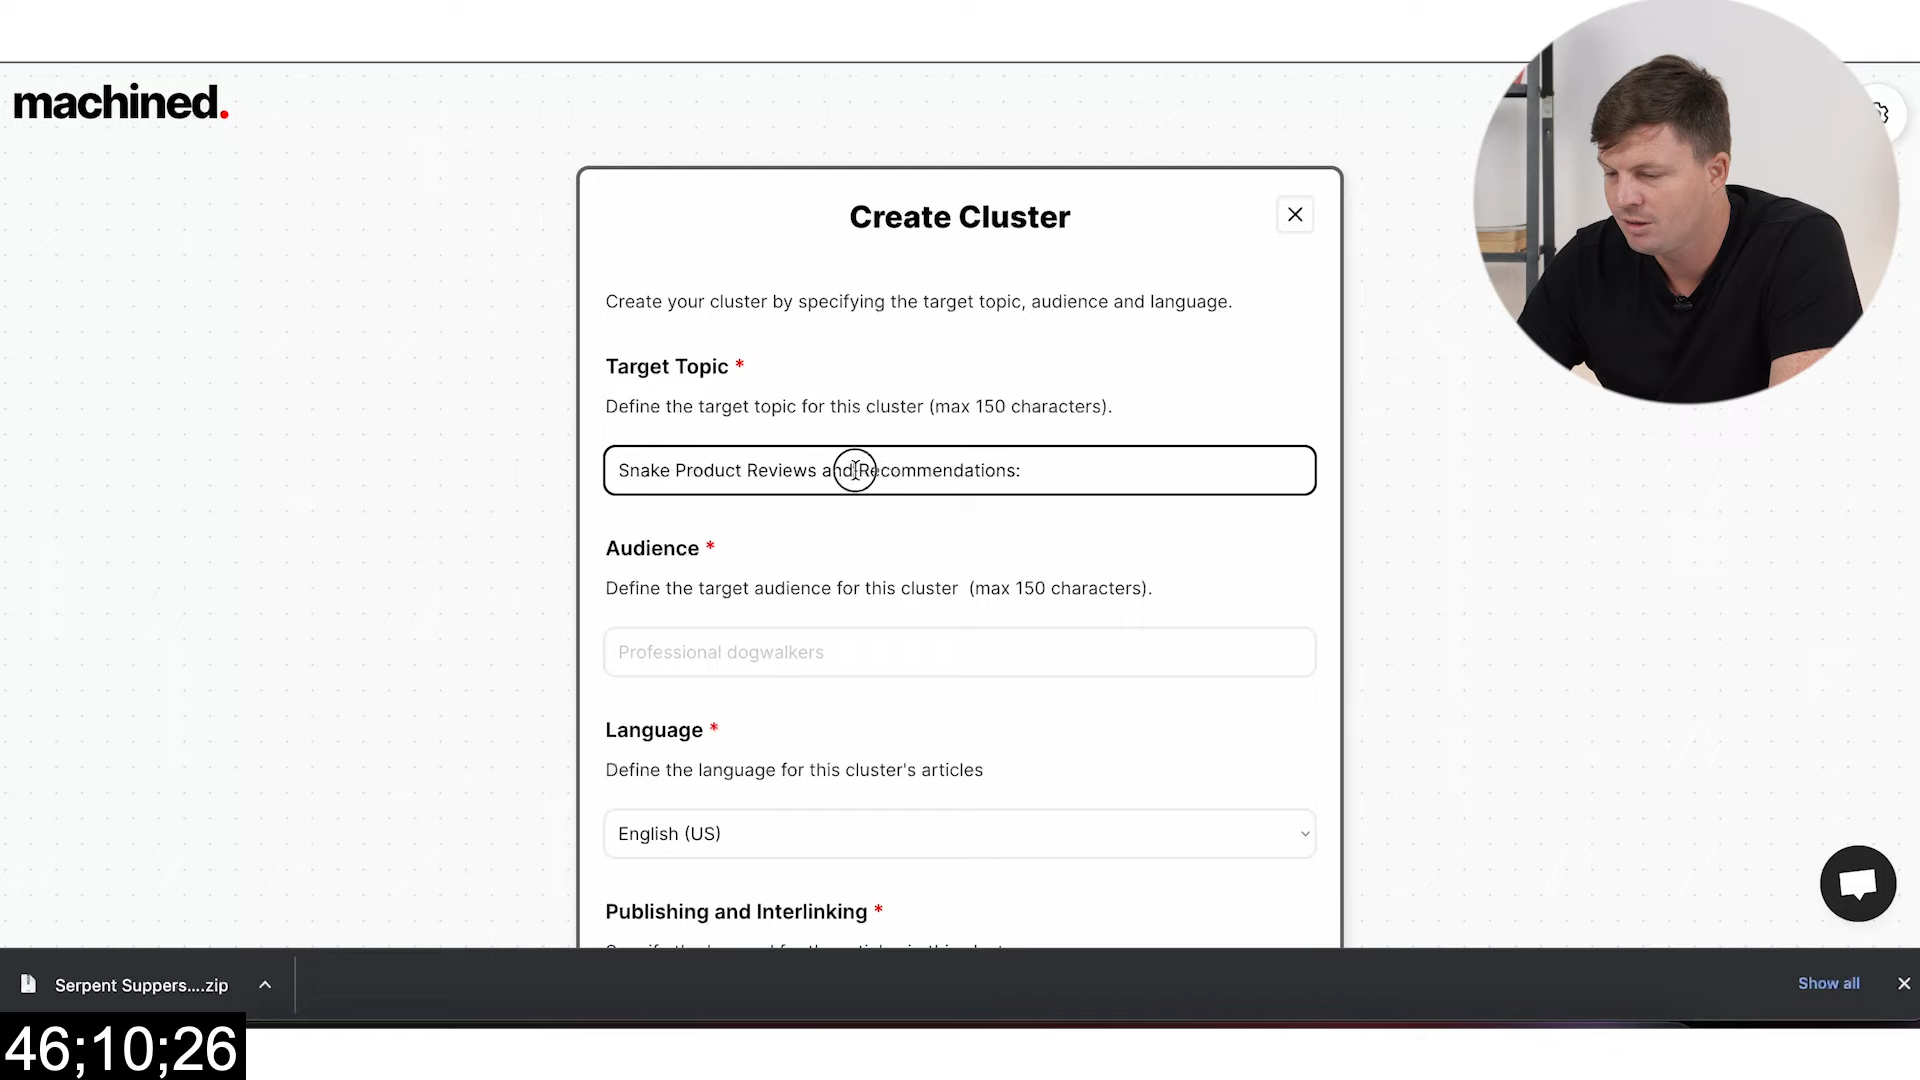 machined.
Create Cluster
Create your cluster by specifying the target topic, audience and language.
Target Topic *
Define the target topic for this cluster (max 150 characters).
Snake Product Reviews and Recommendations:
Audience *
Define the target audience for this cluster (max 150 characters).
Professional dogwalkers
Language *
Define the language for this cluster's articles
English (US)
Publishing and Interlinking *
Serpent Suppers....zip
Show all
46;10;26